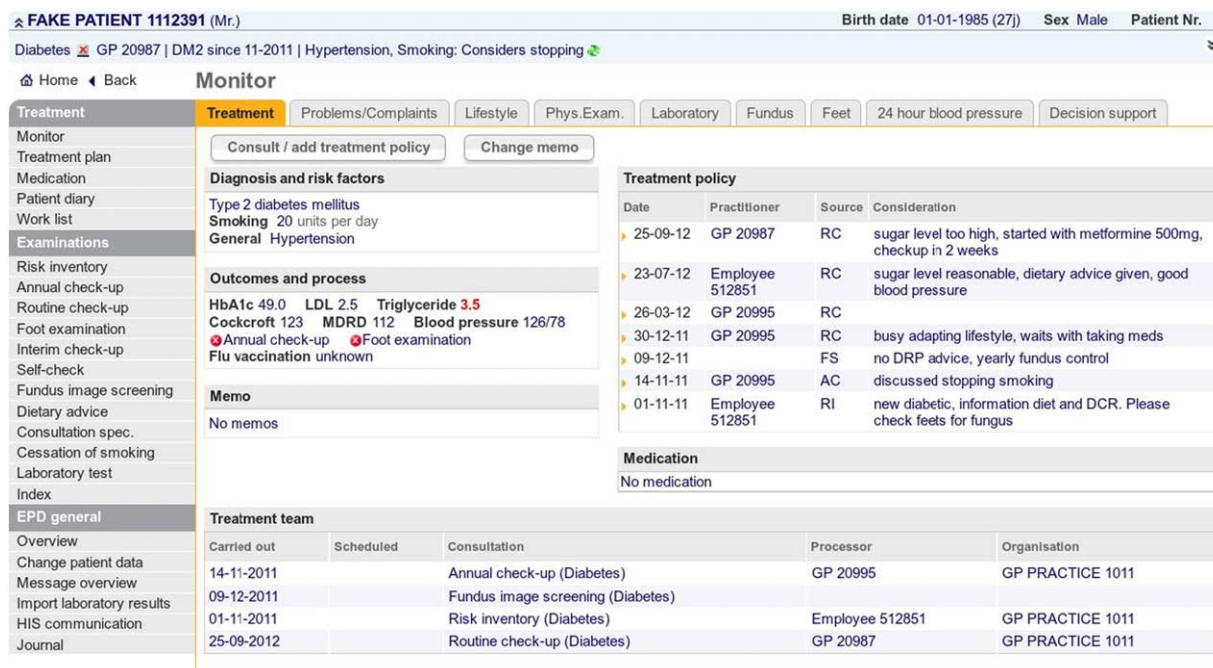 FAKE PATIENT 1112391 (Mr.) Birth date 01-01-1985 (27j) Sex Male Patient Nr.
Diabetes GP 20987 | DM2 since 11-2011 | Hypertension, Smoking: Considers stopping
Home Back
Monitor
Treatment
Monitor
Treatment plan
Medication
Patient diary
Work list
Examinations
Risk inventory
Annual check-up
Routine check-up
Foot examination
Interim check-up
Self-check
Fundus image screening
Dietary advice
Consultation spec.
Cessation of smoking
Laboratory test
Index
EPD general
Overview
Change patient data
Message overview
Import laboratory results
HIS communication
Journal
Treatment Problems/Complaints Lifestyle Phys.Exam. Laboratory Fundus Feet 24 hour blood pressure Decision support
Consult / add treatment policy Change memo
Diagnosis and risk factors
Type 2 diabetes mellitus
Smoking 20 units per day
General Hypertension
Outcomes and process
HbA1c 49.0 LDL 2.5 Triglyceride 3.5
Cockcroft 123 MDRD 112 Blood pressure 126/78
Annual check-up Foot examination
Flu vaccination unknown
Memo
No memos
Treatment policy
Date Practitioner Source Consideration
25-09-12 GP 20987 RC sugar level too high, started with metformine 500mg,
checkup in 2 weeks
23-07-12 Employee RC sugar level reasonable, dietary advice given, good
512851 blood pressure
26-03-12 GP 20995 RC
30-12-11 GP 20995 RC busy adapting lifestyle, waits with taking meds
09-12-11 FS no DRP advice, yearly fundus control
14-11-11 GP 20995 AC discussed stopping smoking
01-11-11 Employee RI new diabetic, information diet and DCR. Please
512851 check feets for fungus
Medication
No medication
Treatment team
Carried out Scheduled Consultation Processor Organisation
14-11-2011 Annual check-up (Diabetes) GP 20995 GP PRACTICE 1011
09-12-2011 Fundus image screening (Diabetes)
01-11-2011 Risk inventory (Diabetes) Employee 512851 GP PRACTICE 1011
25-09-2012 Routine check-up (Diabetes) GP 20987 GP PRACTICE 1011